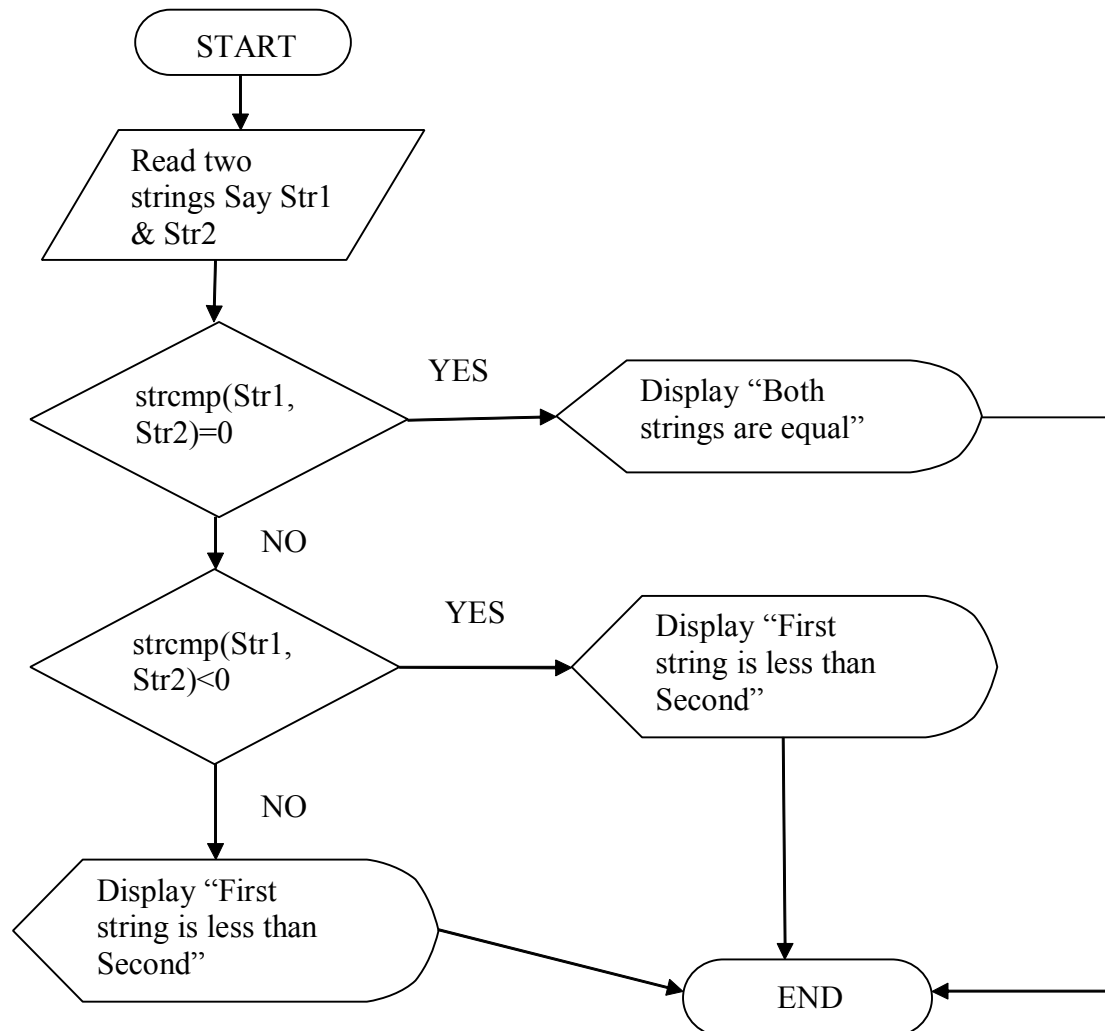 START
Read two
strings Say Str1
& Str2
strcmp(Str1,
Str2)=0
YES
Display “Both
strings are equal”
NO
strcmp(Str1,
Str2)<0
YES
Display “First
string is less than
Second”
NO
Display “First
string is less than
Second”
END